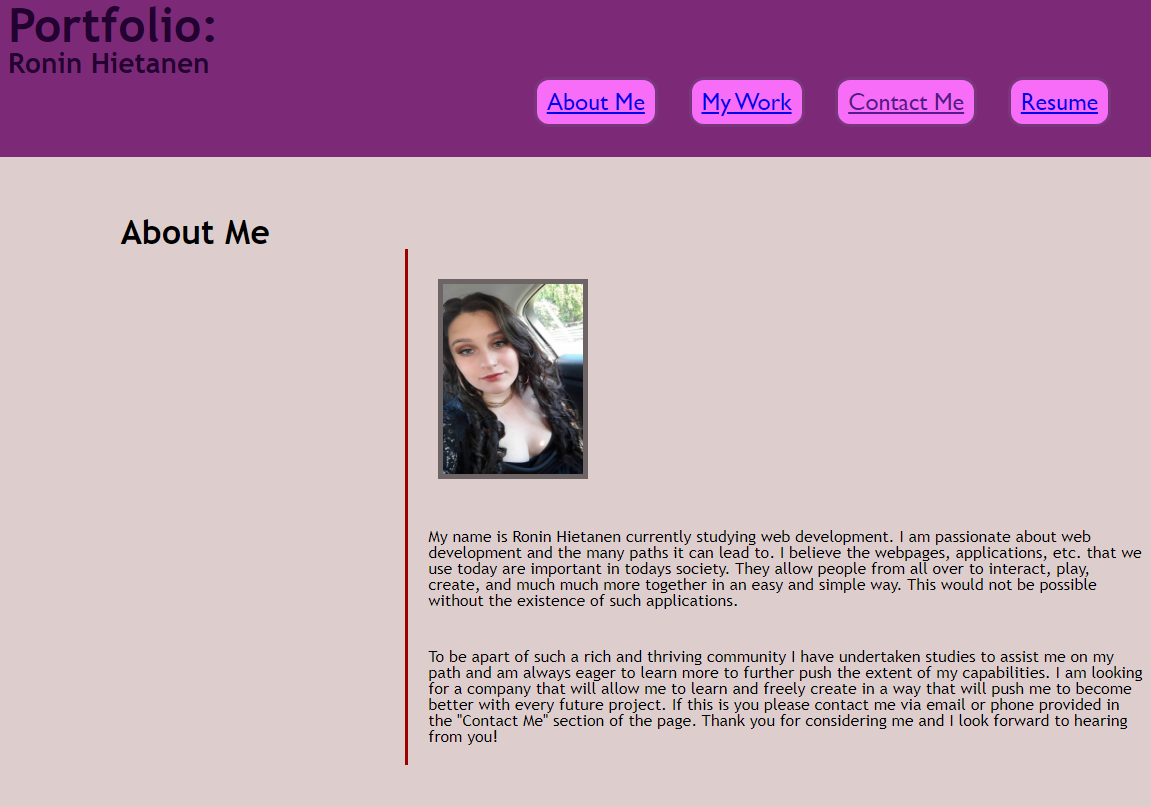 Portfolio:
Ronin Hietanen
About Me My Work Contact Me Resume
About Me
My name is Ronin Hietanen currently studying web development. I am passionate about web
development and the many paths it can lead to. I believe the webpages, applications, etc. that we
use today are important in todays society. They allow people from all over to interact, play,
create, and much much more together in an easy and simple way. This would not be possible
without the existence of such applications.
To be apart of such a rich and thriving community I have undertaken studies to assist me on my
path and am always eager to learn more to further push the extent of my capabilities. I am looking
for a company that will allow me to learn and freely create in a way that will push me to become
better with every future project. If this is you please contact me via email or phone provided in
the "Contact Me" section of the page. Thank you for considering me and I look forward to hearing
from you!